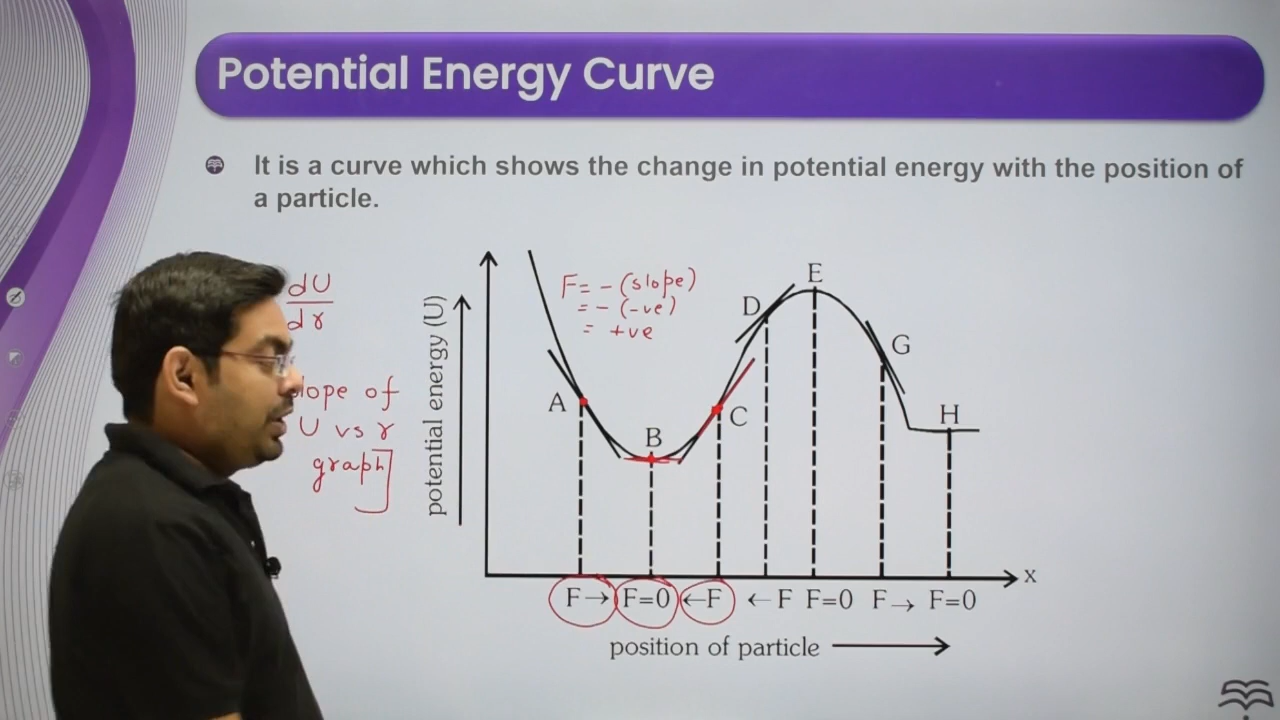 Potential Energy Curve
It is a curve which shows the change in potential energy with the position of
a particle.
dU
dr
slope of
U vs r
graph]
F = - (slope)
= - (-ve)
= +ve
potential energy (U)
A
B
C
D
E
G
H
x
F→ F=0 ←F ←F F=0 F→ F=0
position of particle